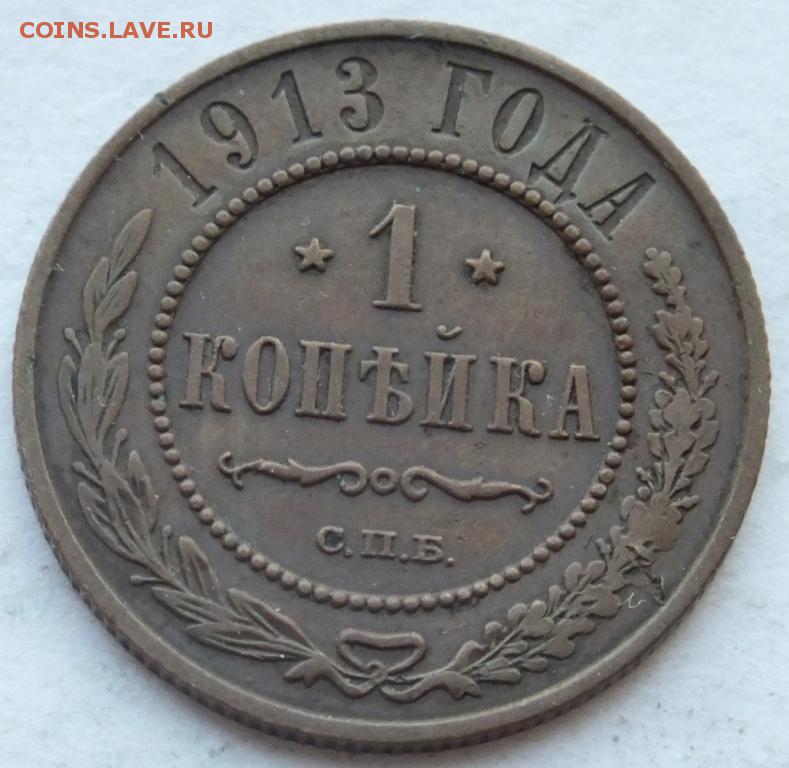 COINS.LAVE.RU
1913 ГОДА
1
КОПѢЙКА
С.П.Б.